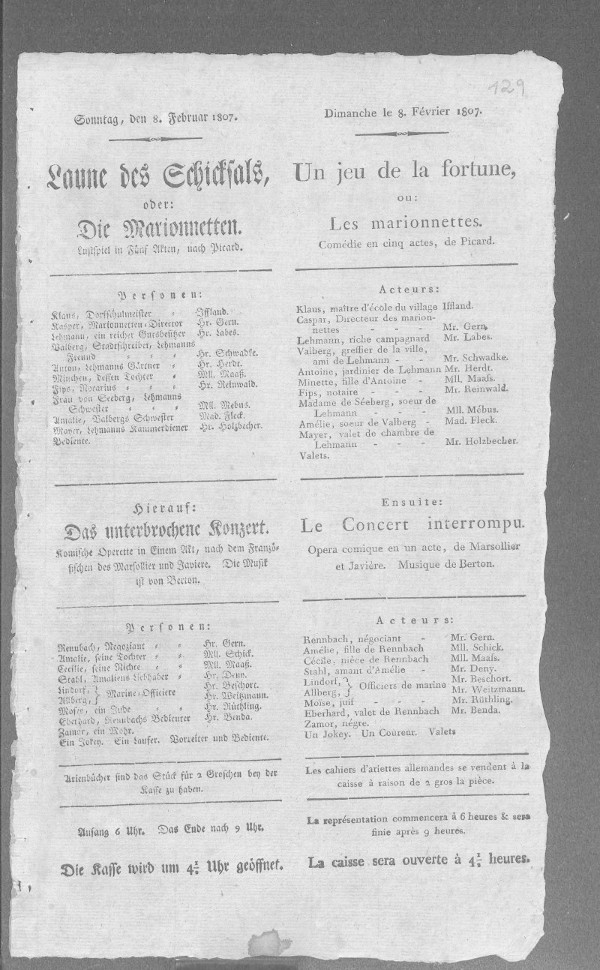 129
Sonntag, den 8. Februar 1807.
Laune des Schicksals,
oder:
Die Marionnetten.
Lustspiel in Fünf Akten, nach Picard.
Personen:
Klaus, Dorfschulmeister „ Iffland.
Kasper, Marionnetten-Director Hr. Gern.
Lehmann, ein reicher Gutsbesitzer Hr. Labes.
Valberg, Stadtschreiber, Lehmanns
Freund „ „ Hr. Schwadke.
Anton, Lehmanns Gärtner „ Hr. Herdt.
Minchen, dessen Tochter „ Mll. Maaß.
Fips, Notarius „ „ Hr. Reinwald.
Frau von Seeberg, Lehmanns
Schwester „ „ Mll. Mebus.
Amalie, Valbergs Schwester Mad. Fleck.
Mayer, Lehmanns Kammerdiener Hr. Holzbecher.
Bediente.
Hierauf:
Das unterbrochene Konzert.
Komische Operette in Einem Akt, nach dem Franzö-
sischen des Marsollier und Javiere. Die Musik
ist von Berton.
Personen:
Rennbach, Negoziant „ „ Hr. Gern.
Amalie, seine Tochter „ „ Mll. Schick.
Cecilie, seine Nichte „ „ Mll. Maaß.
Stahl, Amaliens Liebhaber „ Hr. Deny.
Lindorf, } Marine-Officiere Hr. Beschort.
Allberg, } Hr. Weitzmann.
Moses, ein Jude „ „ Hr. Rüthling.
Eberhard, Rennbachs Bedienter Hr. Benda.
Zamor, ein Mohr.
Ein Jokey. Ein Laufer. Vorreiter und Bediente.
Arienbücher sind das Stück für 2 Groschen bey der
Kasse zu haben.
Anfang 6 Uhr. Das Ende nach 9 Uhr.
Die Kasse wird um 4½ Uhr geöffnet.
Dimanche le 8. Février 1807.
Un jeu de la fortune,
ou:
Les marionnettes.
Comédie en cinq actes, de Picard.
Acteurs:
Klaus, maître d'école du village Iffland.
Caspar, Directeur des marion-
nettes - - - Mr. Gern.
Lehmann, riche campagnard Mr. Labes.
Valberg, greffier de la ville,
ami de Lehmann - - Mr. Schwadke.
Antoine, jardinier de Lehmann Mr. Herdt.
Minette, fille d'Antoine - Mll. Maaſs.
Fips, notaire - - - Mr. Reinwald.
Madame de Séeberg, soeur de
Lehmann - - - Mll. Mébus.
Amélie, soeur de Valberg - Mad. Fleck.
Mayer, valet de chambre de
Lehmann - - - Mr. Holzbecher.
Valets.
Ensuite:
Le Concert interrompu.
Opera comique en un acte, de Marsollier
et Javière. Musique de Berton.
Acteurs:
Rennbach, négociant - Mr. Gern.
Amélie, fille de Rennbach Mll. Schick.
Cécile, nièce de Rennbach Mll. Maaſs.
Stahl, amant d'Amélie - Mr. Deny.
Lindorf, } Officiers de marine Mr. Beschort.
Allberg, } Mr. Weitzmann.
Moïse, juif - - - Mr. Rüthling.
Eberhard, valet de Rennbach Mr. Benda.
Zamor, négre.
Un Jokey. Un Coureur. Valets
Les cahiers d'ariettes allemandes se vendent à la
caisse à raison de 2 gros la pièce.
La représentation commencera à 6 heures & sera
finie après 9 heures.
La caisse sera ouverte à 4½ heures.